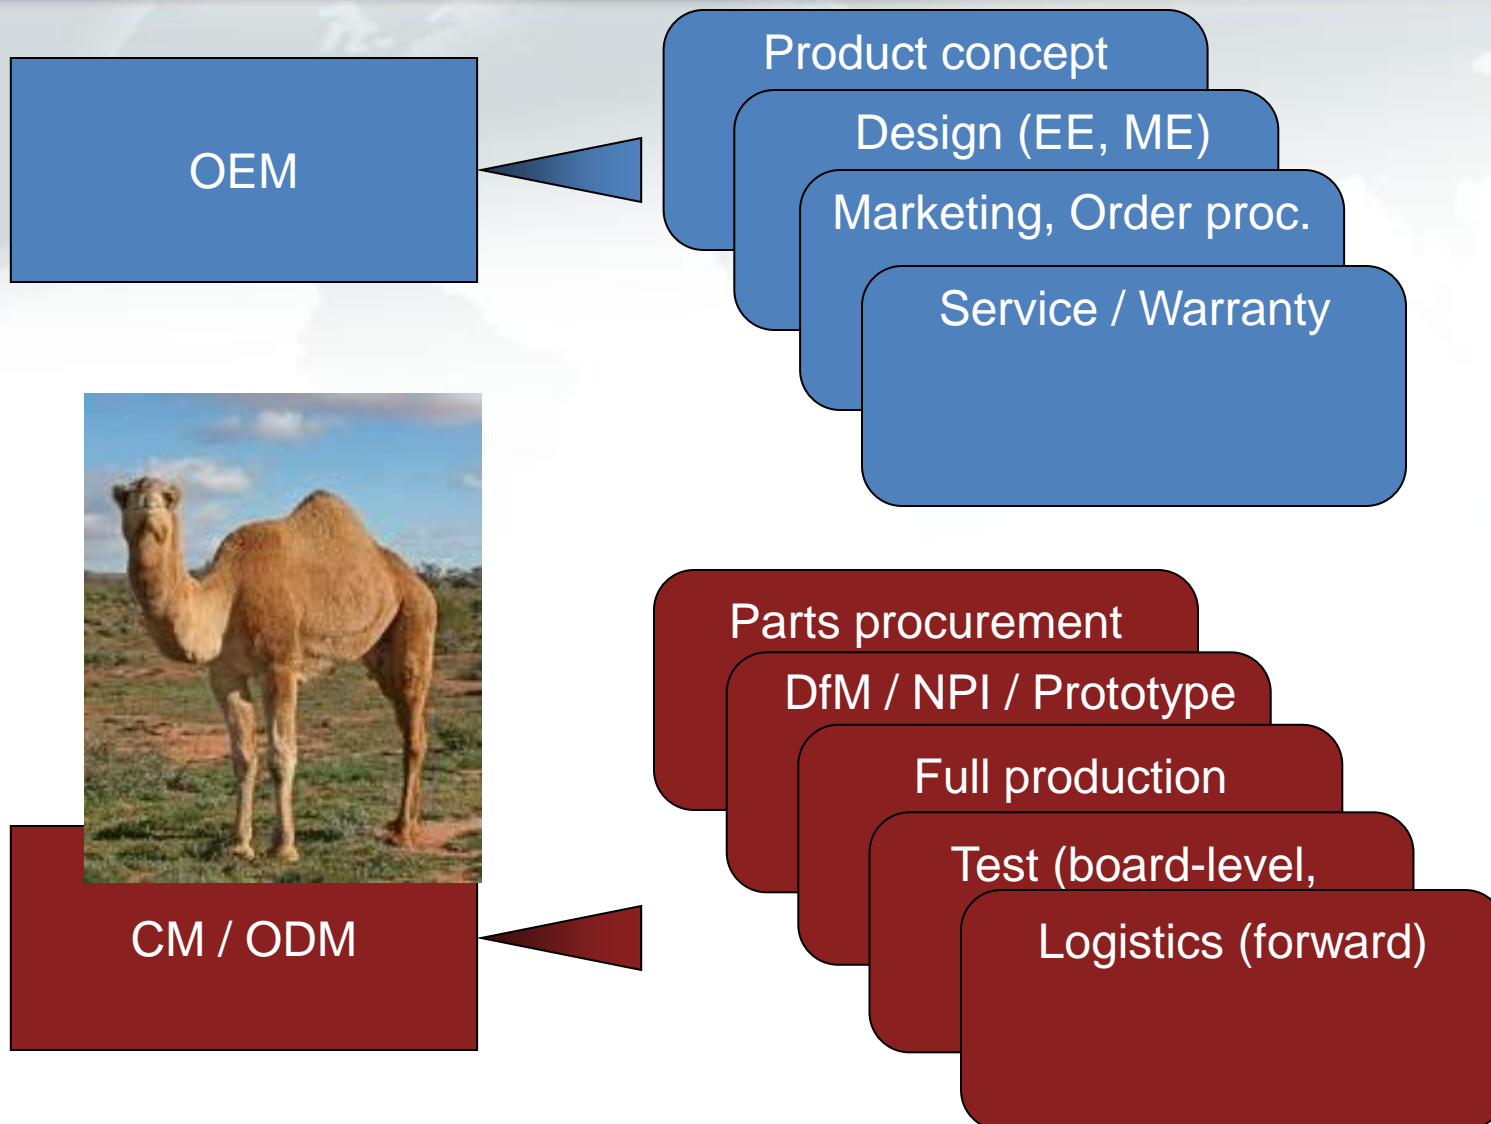 Product concept
Design (EE, ME)
OEM
Marketing, Order proc.
Service / Warranty
Parts procurement
DfM / NPI / Prototype
Full production
Test (board-level,
CM / ODM
Logistics (forward)